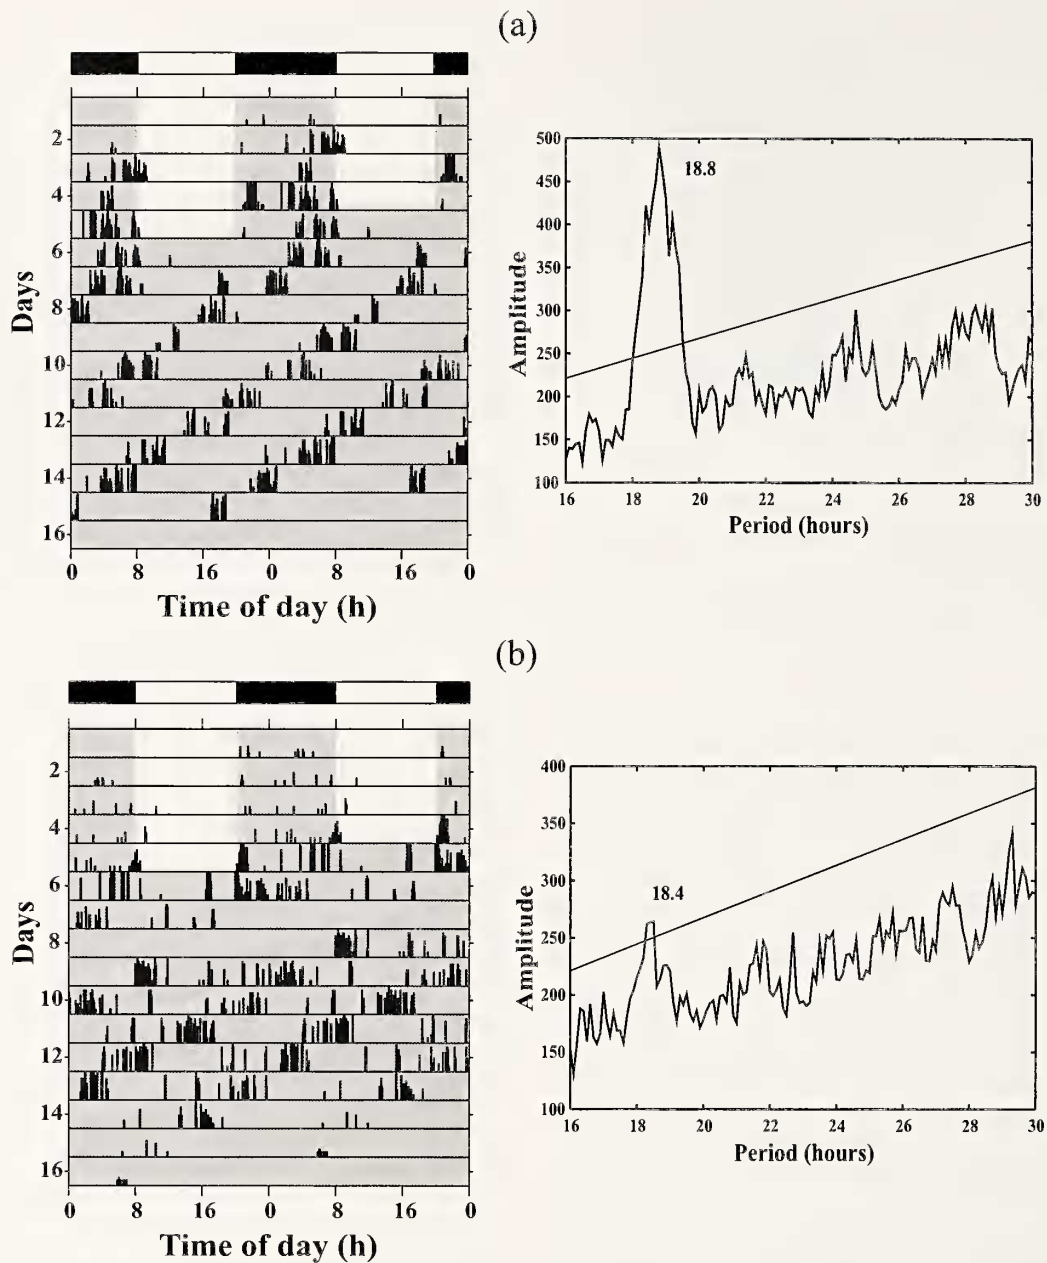 (a)
Days
2
4
6
8
10
12
14
16
0 8 16 0 8 16 0
Time of day (h)
Amplitude
500
450
400
350
300
250
200
150
100
18.8
16 18 20 22 24 26 28 30
Period (hours)
(b)
Days
2
4
6
8
10
12
14
16
0 8 16 0 8 16 0
Time of day (h)
Amplitude
400
350
300
250
200
150
100
18.4
16 18 20 22 24 26 28 30
Period (hours)